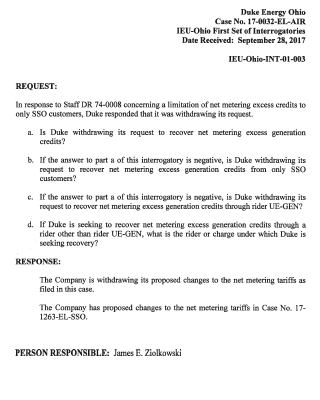 Duke Energy Ohio
Case No. 17-0032-EL-AIR
IEU-Ohio First Set of Interrogatories
Date Received: September 28, 2017
IEU-Ohio-INT-01-003
REQUEST:
In response to Staff DR 74-0008 concerning a limitation of net metering excess credits to
only SSO customers, Duke responded that it was withdrawing its request.
a. Is Duke withdrawing its request to recover net metering excess generation
credits?
b. If the answer to part a of this interrogatory is negative, is Duke withdrawing its
request to recover net metering excess generation credits from only SSO
customers?
c. If the answer to part a of this interrogatory is negative, is Duke withdrawing its
request to recover net metering excess generation credits through rider UE-GEN?
d. If Duke is seeking to recover net metering excess generation credits through a
rider other than rider UE-GEN, what is the rider or charge under which Duke is
seeking recovery?
RESPONSE:
The Company is withdrawing its proposed changes to the net metering tariffs as
filed in this case.
The Company has proposed changes to the net metering tariffs in Case No. 17-
1263-EL-SSO.
PERSON RESPONSIBLE: James E. Ziolkowski